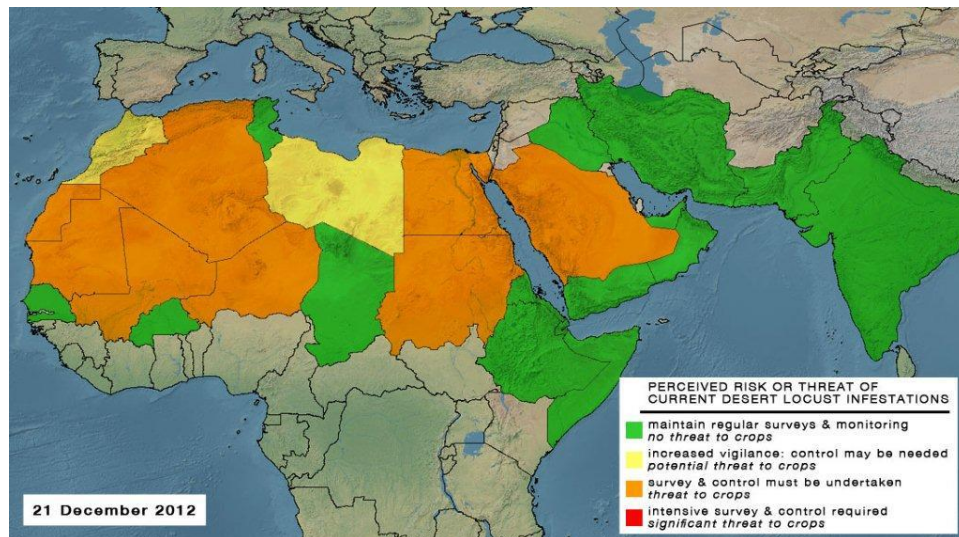 PERCEIVED RISK OR THREAT OF
CURRENT DESERT LOCUST INFESTATIONS
maintain regular surveys & monitoring
no threat to crops
increased vigilance: control may be needed
potential threat to crops
survey & control must be undertaken
threat to crops
intensive survey & control required
significant threat to crops
21 December 2012